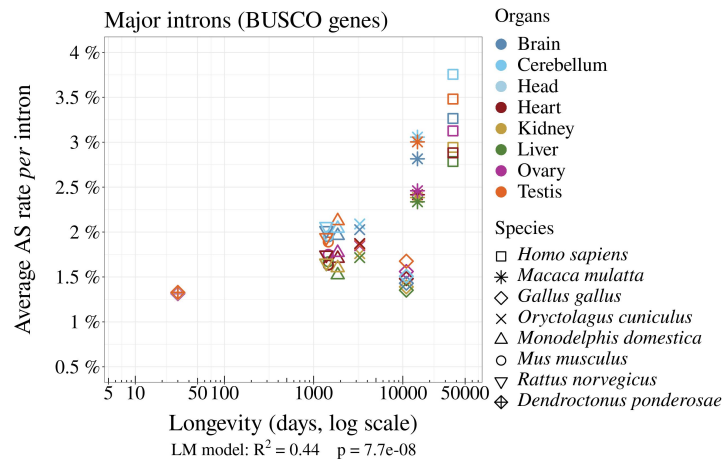 Major introns (BUSCO genes)
4 %
3.5 %
3 %
2.5 %
2 %
1.5 %
1 %
0.5 %
Average AS rate per intron
5 10 50 100 1000 10000 50000
Longevity (days, log scale)
LM model: R² = 0.44 p = 7.7e-08
Organs
Brain
Cerebellum
Head
Heart
Kidney
Liver
Ovary
Testis
Species
Homo sapiens
Macaca mulatta
Gallus gallus
Oryctolagus cuniculus
Monodelphis domestica
Mus musculus
Rattus norvegicus
Dendroctonus ponderosae